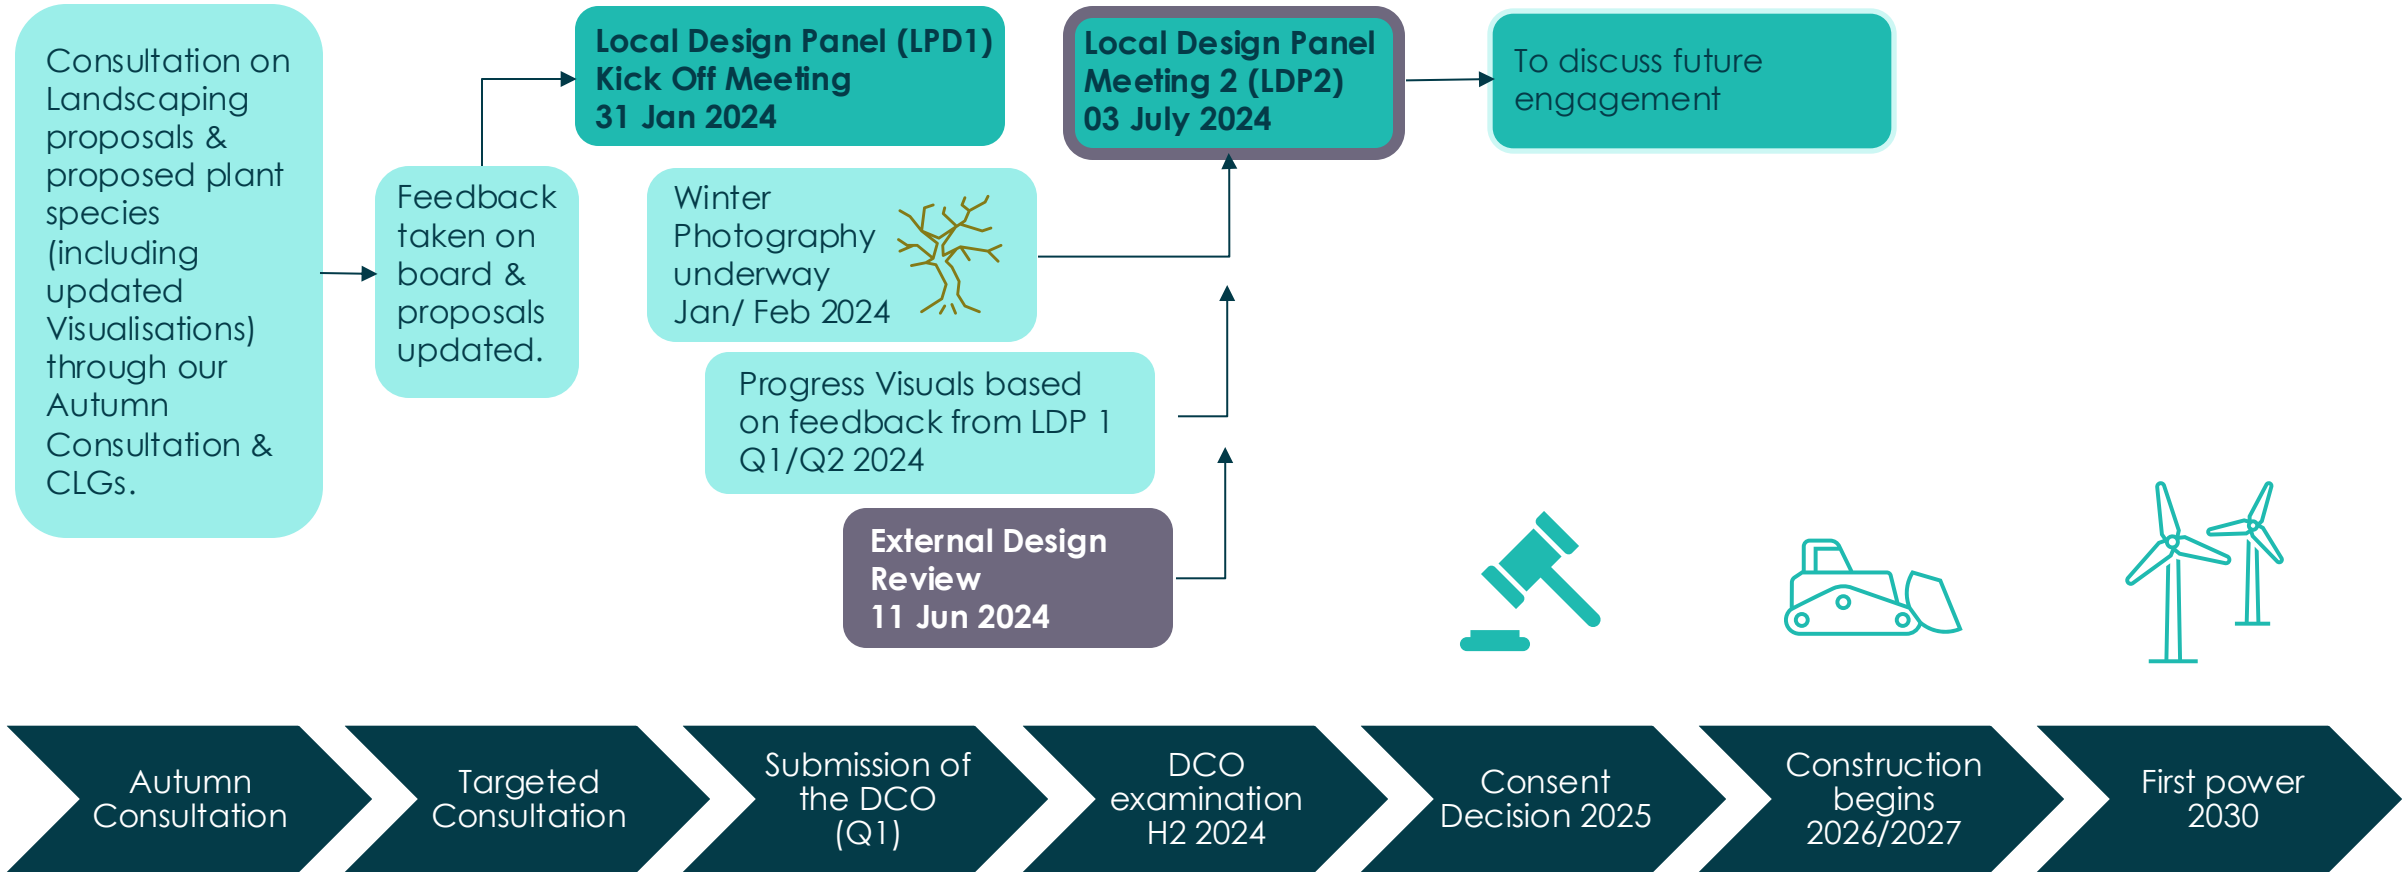 Consultation on
Landscaping
proposals &
proposed plant
species
(including
updated
Visualisations)
through our
Autumn
Consultation &
CLGs.
Feedback
taken on
board &
proposals
updated.
Local Design Panel (LPD1)
Kick Off Meeting
31 Jan 2024
Winter
Photography
underway
Jan/ Feb 2024
Progress Visuals based
on feedback from LDP 1
Q1/Q2 2024
External Design
Review
11 Jun 2024
Local Design Panel
Meeting 2 (LDP2)
03 July 2024
To discuss future
engagement
Autumn
Consultation
Targeted
Consultation
Submission of
the DCO
(Q1)
DCO
examination
H2 2024
Consent
Decision 2025
Construction
begins
2026/2027
First power
2030